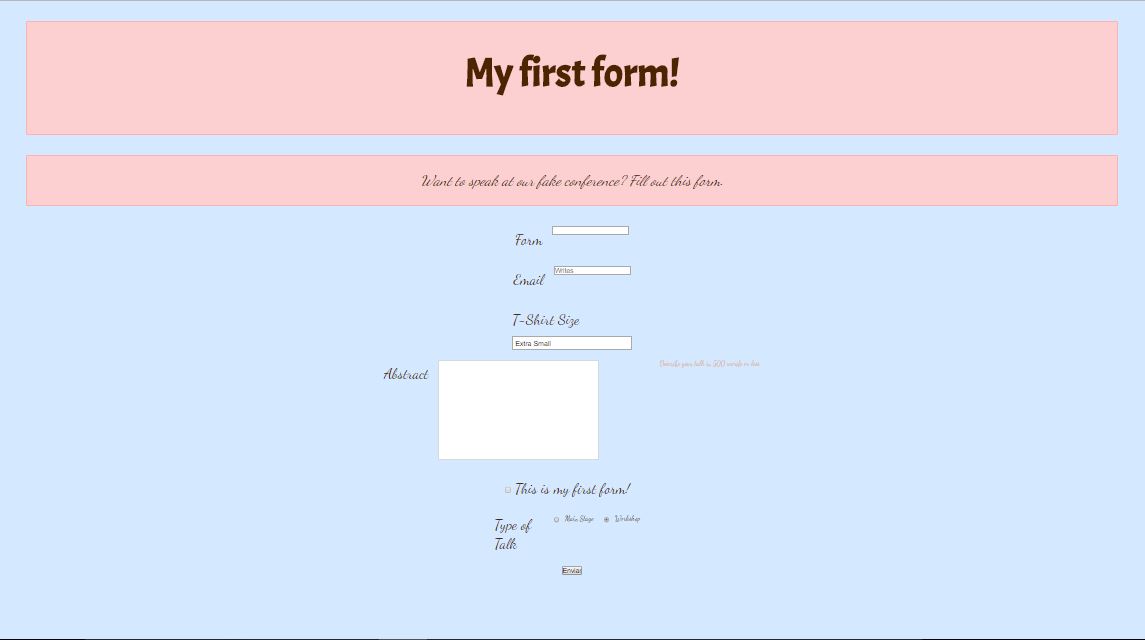 My first form!
Want to speak at our fake conference? Fill out this form.
Form
Email
Writes
T-Shirt Size
Extra Small
Abstract
Describe your talk in 500 words or less
This is my first form!
Type of
Talk
Main Stage
Workshop
Enviar